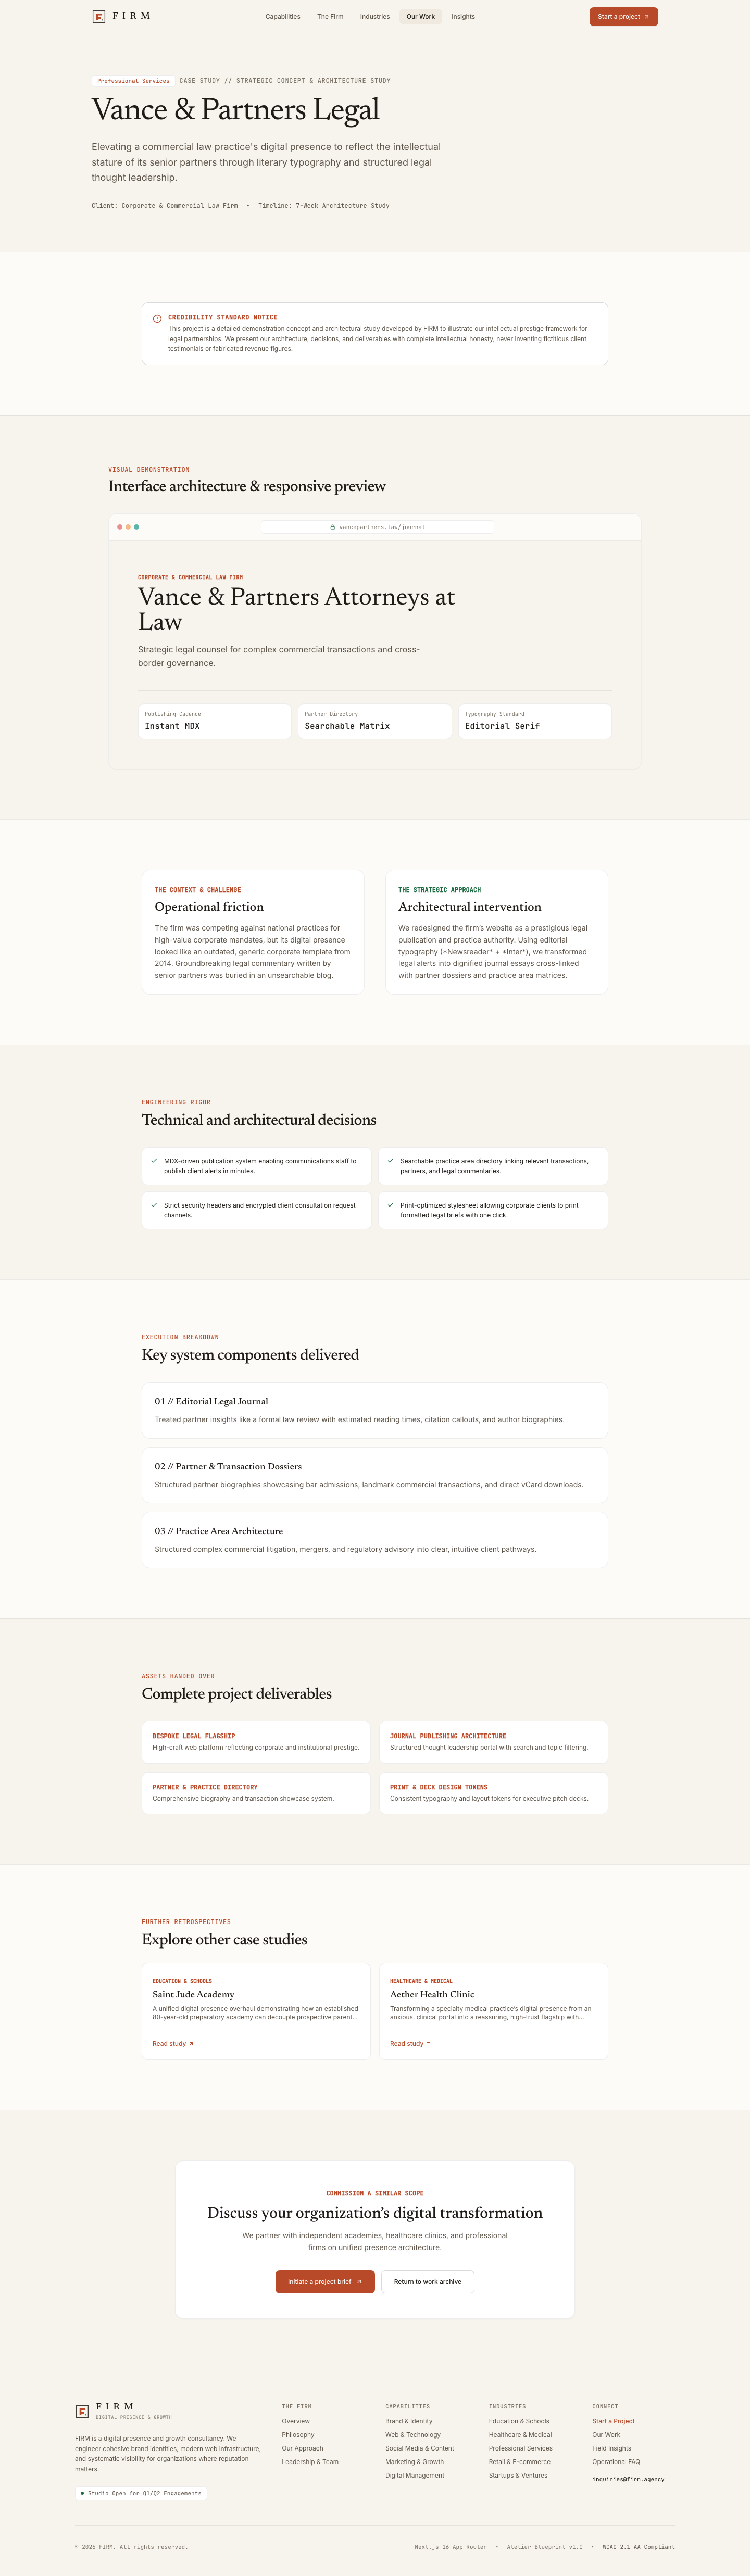 FIRM
Capabilities
The Firm
Industries
Our Work
Insights
Start a project
Professional Services
CASE STUDY // STRATEGIC CONCEPT & ARCHITECTURE STUDY
Vance & Partners Legal
Elevating a commercial law practice's digital presence to reflect the intellectual
stature of its senior partners through literary typography and structured legal
thought leadership.
Client: Corporate & Commercial Law Firm • Timeline: 7-Week Architecture Study
CREDIBILITY STANDARD NOTICE
This project is a detailed demonstration concept and architectural study developed by FIRM to illustrate our intellectual prestige framework for
legal partnerships. We present our architecture, decisions, and deliverables with complete intellectual honesty, never inventing fictitious client
testimonials or fabricated revenue figures.
VISUAL DEMONSTRATION
Interface architecture & responsive preview
vancepartners.law/journal
CORPORATE & COMMERCIAL LAW FIRM
Vance & Partners Attorneys at
Law
Strategic legal counsel for complex commercial transactions and cross-
border governance.
Publishing Cadence
Instant MDX
Partner Directory
Searchable Matrix
Typography Standard
Editorial Serif
THE CONTEXT & CHALLENGE
Operational friction
The firm was competing against national practices for
high-value corporate mandates, but its digital presence
looked like an outdated, generic corporate template from
2014. Groundbreaking legal commentary written by
senior partners was buried in an unsearchable blog.
THE STRATEGIC APPROACH
Architectural intervention
We redesigned the firm's website as a prestigious legal
publication and practice authority. Using editorial
typography (*Newsreader* + *Inter*), we transformed
legal alerts into dignified journal essays cross-linked
with partner dossiers and practice area matrices.
ENGINEERING RIGOR
Technical and architectural decisions
MDX-driven publication system enabling communications staff to
publish client alerts in minutes.
Searchable practice area directory linking relevant transactions,
partners, and legal commentaries.
Strict security headers and encrypted client consultation request
channels.
Print-optimized stylesheet allowing corporate clients to print
formatted legal briefs with one click.
EXECUTION BREAKDOWN
Key system components delivered
01 // Editorial Legal Journal
Treated partner insights like a formal law review with estimated reading times, citation callouts, and author biographies.
02 // Partner & Transaction Dossiers
Structured partner biographies showcasing bar admissions, landmark commercial transactions, and direct vCard downloads.
03 // Practice Area Architecture
Structured complex commercial litigation, mergers, and regulatory advisory into clear, intuitive client pathways.
ASSETS HANDED OVER
Complete project deliverables
BESPOKE LEGAL FLAGSHIP
High-craft web platform reflecting corporate and institutional prestige.
JOURNAL PUBLISHING ARCHITECTURE
Structured thought leadership portal with search and topic filtering.
PARTNER & PRACTICE DIRECTORY
Comprehensive biography and transaction showcase system.
PRINT & DECK DESIGN TOKENS
Consistent typography and layout tokens for executive pitch decks.
FURTHER RETROSPECTIVES
Explore other case studies
EDUCATION & SCHOOLS
Saint Jude Academy
A unified digital presence overhaul demonstrating how an established
80-year-old preparatory academy can decouple prospective parent...
Read study
HEALTHCARE & MEDICAL
Aether Health Clinic
Transforming a specialty medical practice's digital presence from an
anxious, clinical portal into a reassuring, high-trust flagship with...
Read study
COMMISSION A SIMILAR SCOPE
Discuss your organization's digital transformation
We partner with independent academies, healthcare clinics, and professional
firms on unified presence architecture.
Initiate a project brief
Return to work archive
FIRM
DIGITAL PRESENCE & GROWTH
FIRM is a digital presence and growth consultancy. We
engineer cohesive brand identities, modern web infrastructure,
and systematic visibility for organizations where reputation
matters.
Studio Open for Q1/Q2 Engagements
THE FIRM
Overview
Philosophy
Our Approach
Leadership & Team
CAPABILITIES
Brand & Identity
Web & Technology
Social Media & Content
Marketing & Growth
Digital Management
INDUSTRIES
Education & Schools
Healthcare & Medical
Professional Services
Retail & E-commerce
Startups & Ventures
CONNECT
Start a Project
Our Work
Field Insights
Operational FAQ
inquiries@firm.agency
© 2026 FIRM. All rights reserved.
Next.js 16 App Router • Atelier Blueprint v1.0 • WCAG 2.1 AA Compliant